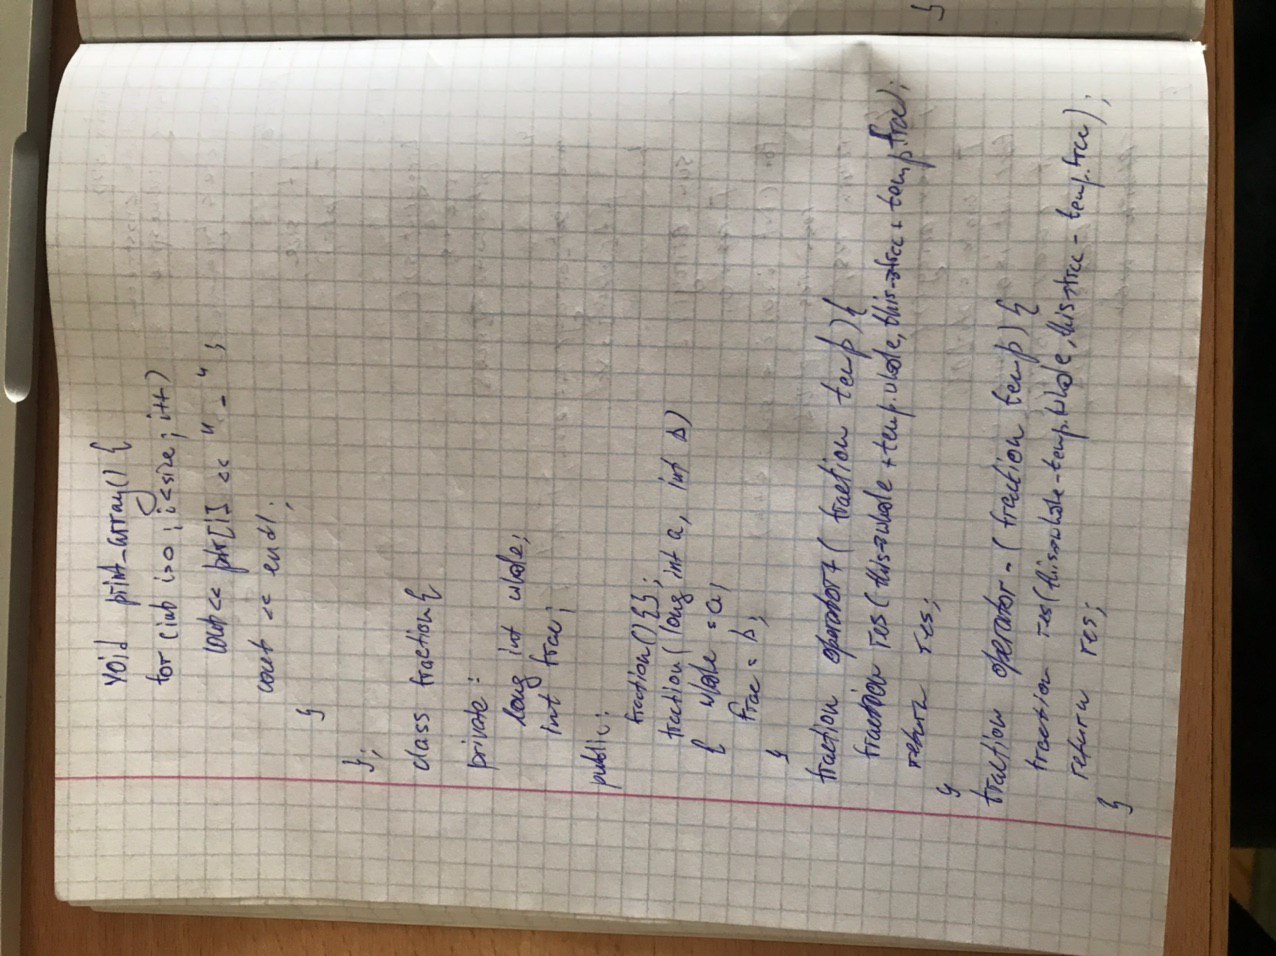 void print_array() {
for (int i=0 ; i<size ; i++)
cout << ptr[i] << "_" ;
cout << endl;
}
};
class fraction{
private :
long int whole;
int frac;
public:
fraction(){};
fraction( long int a, int b)
{ whole = a;
frac = b;
}
fraction operator+( fraction temp){
fraction res(this->whole + temp.whole, this->frac + temp.frac);
return res;
}
fraction operator-( fraction temp){
fraction res(this->whole - temp.whole, this->frac - temp.frac);
return res;
}
}